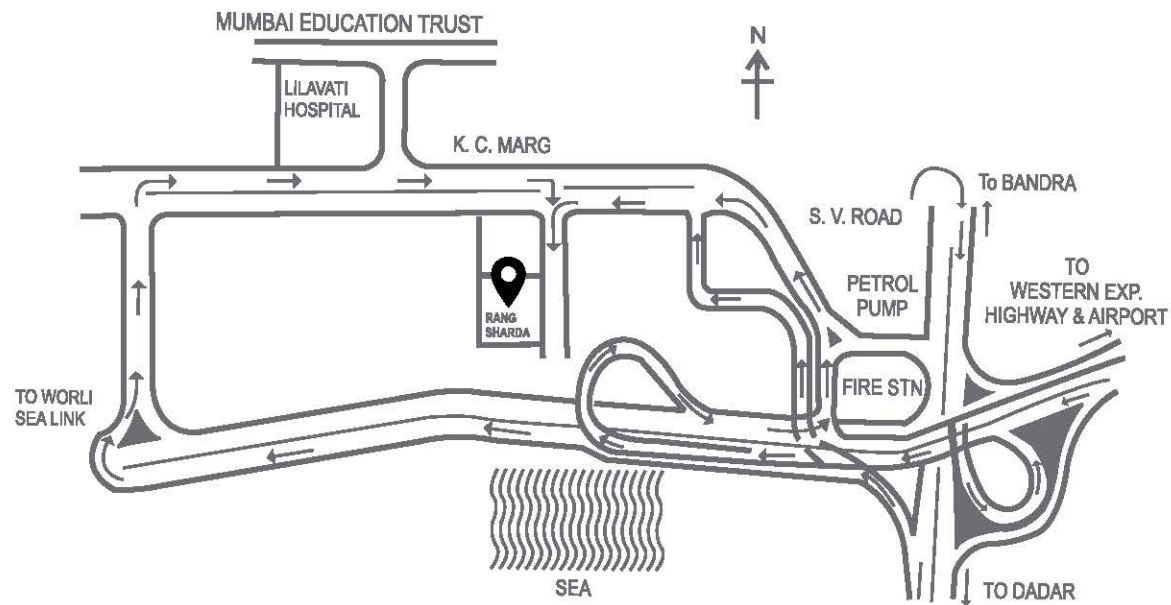 MUMBAI EDUCATION TRUST
N
LILAVATI
HOSPITAL
K. C. MARG
To BANDRA
S. V. ROAD
TO
WESTERN EXP.
HIGHWAY & AIRPORT
PETROL
PUMP
RANG
SHARDA
FIRE STN
TO WORLI
SEA LINK
SEA
TO DADAR